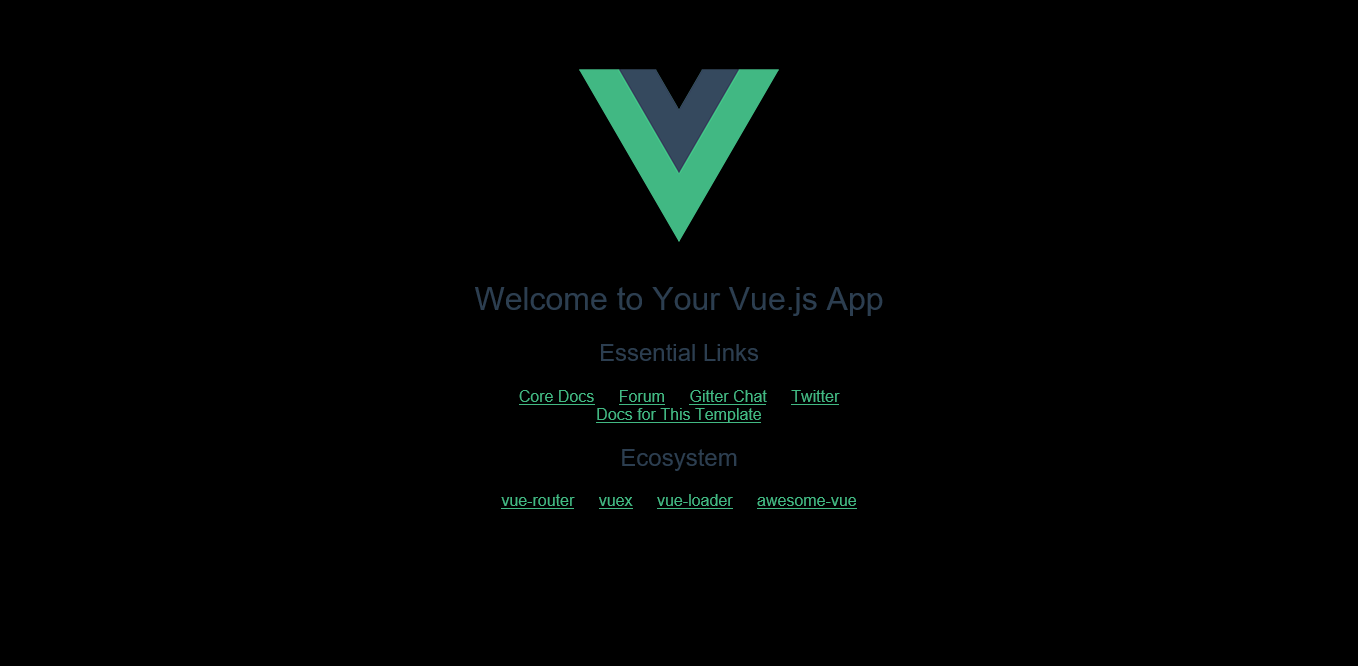 Welcome to Your Vue.js App
Essential Links
Core Docs Forum Gitter Chat Twitter
Docs for This Template
Ecosystem
vue-router vuex vue-loader awesome-vue